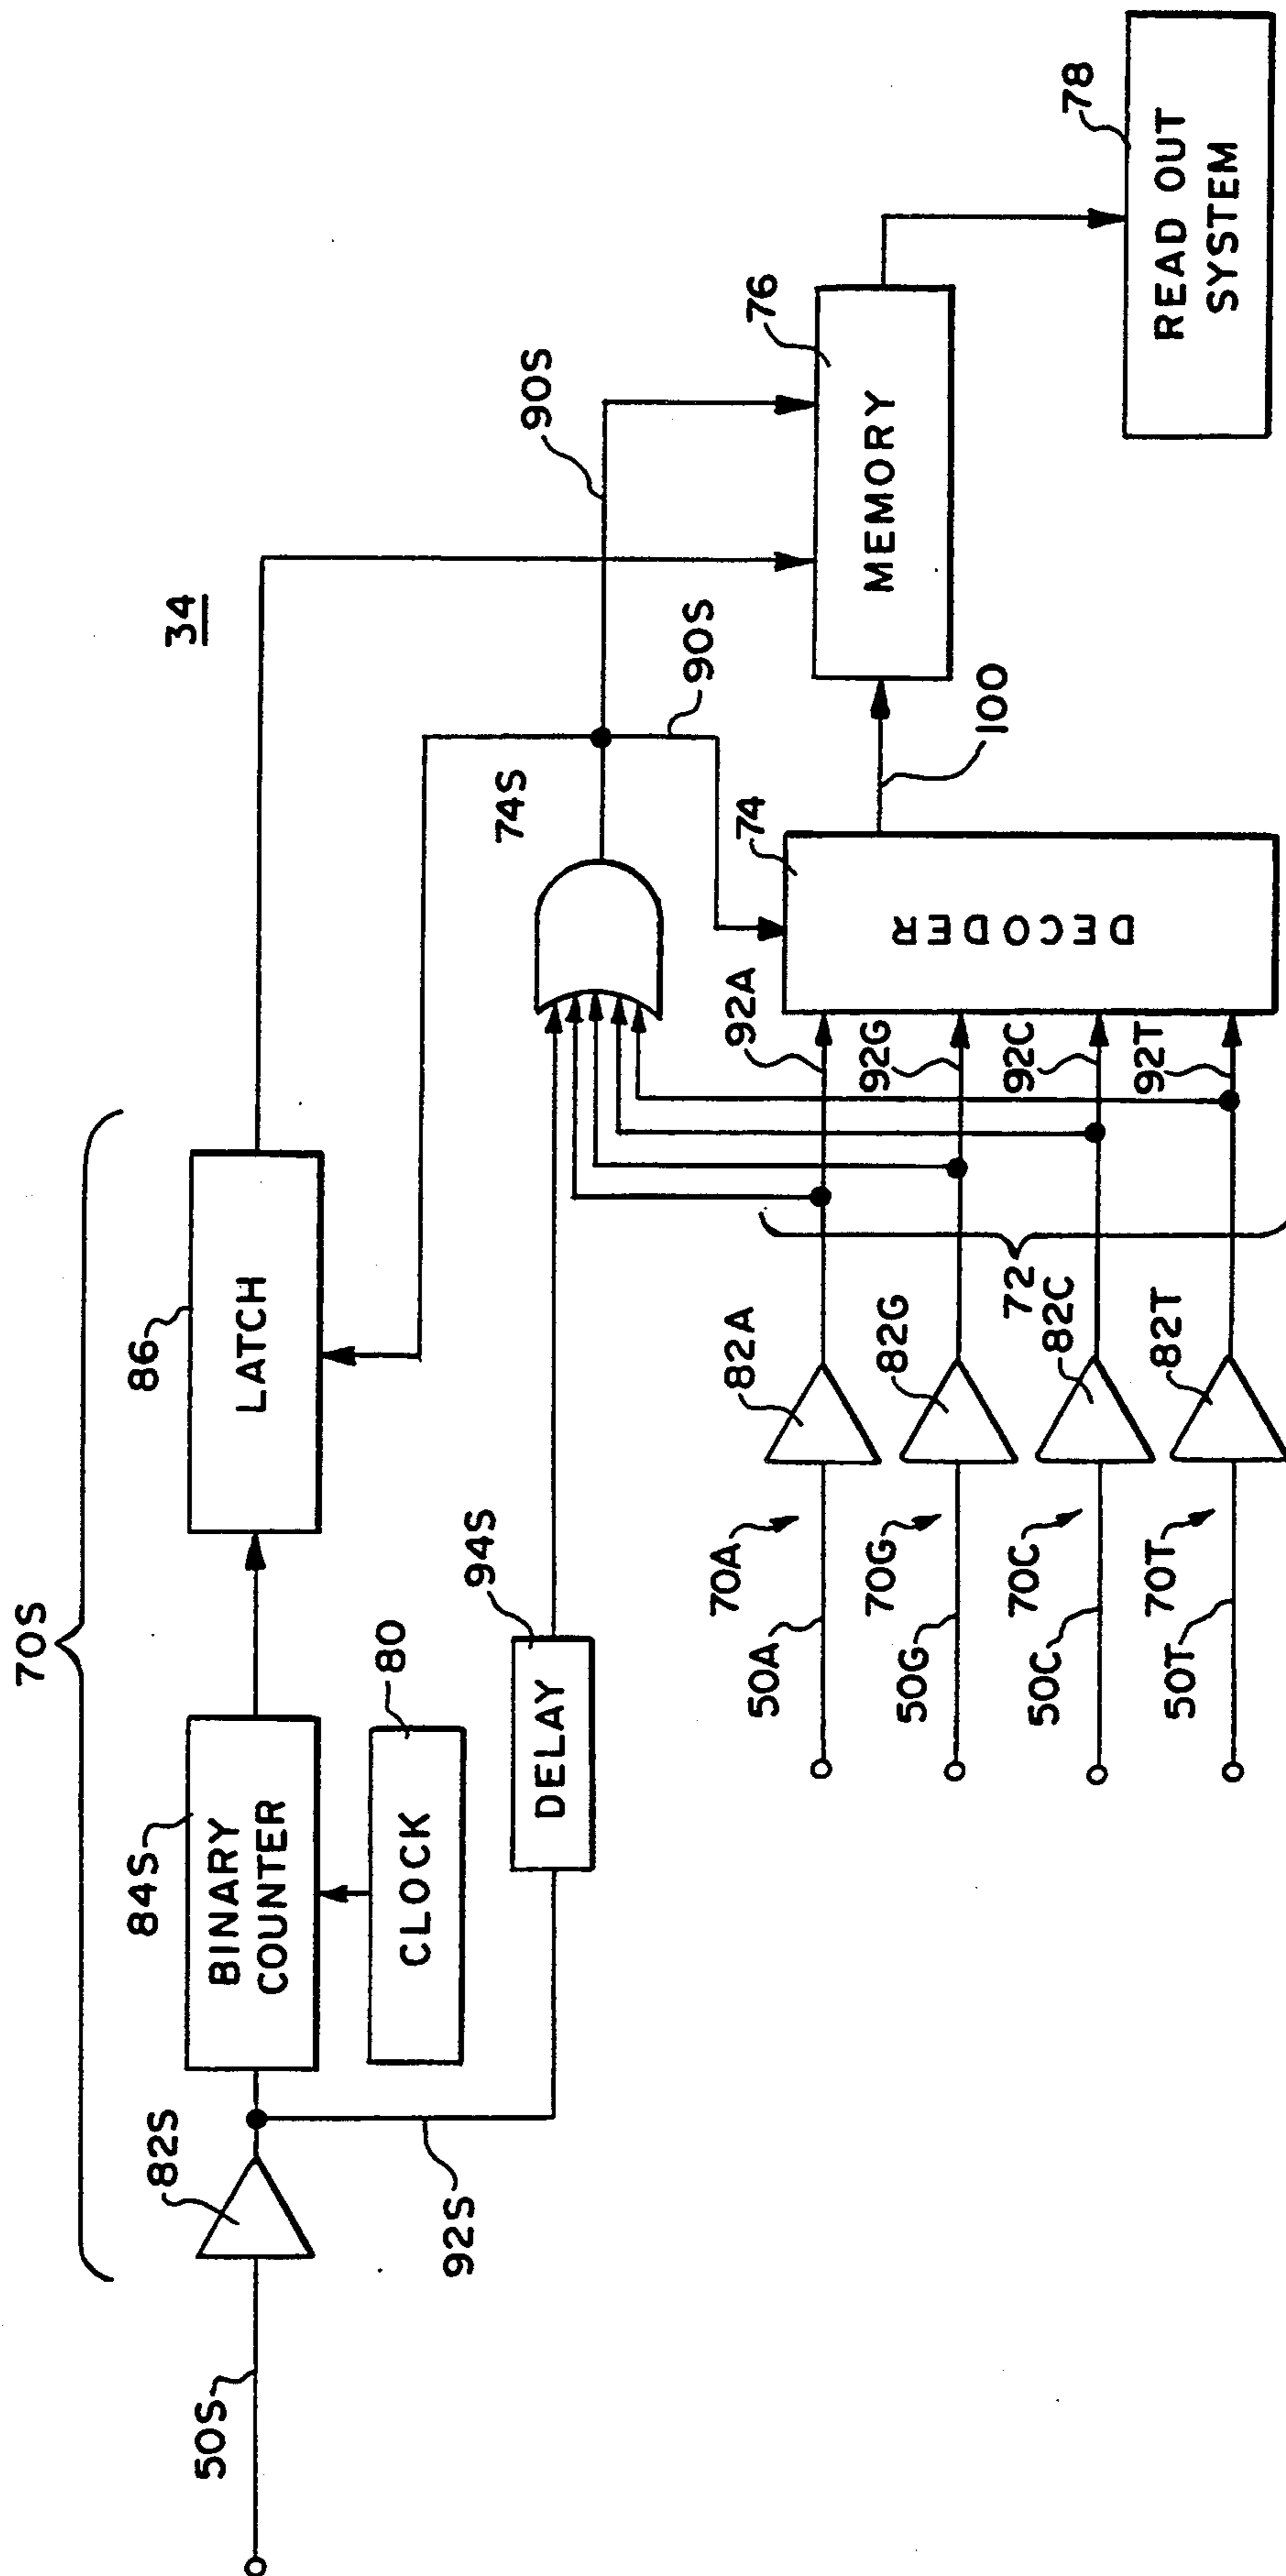 70S
50S
82S
92S
84S
BINARY
COUNTER
80
CLOCK
86
LATCH
94S
DELAY
34
74S
90S
90S
76
MEMORY
78
READ OUT
SYSTEM
100
74
DECODER
92A
92G
92C
92T
72
82A
82G
82C
82T
70A
50A
70G
50G
70C
50C
70T
50T